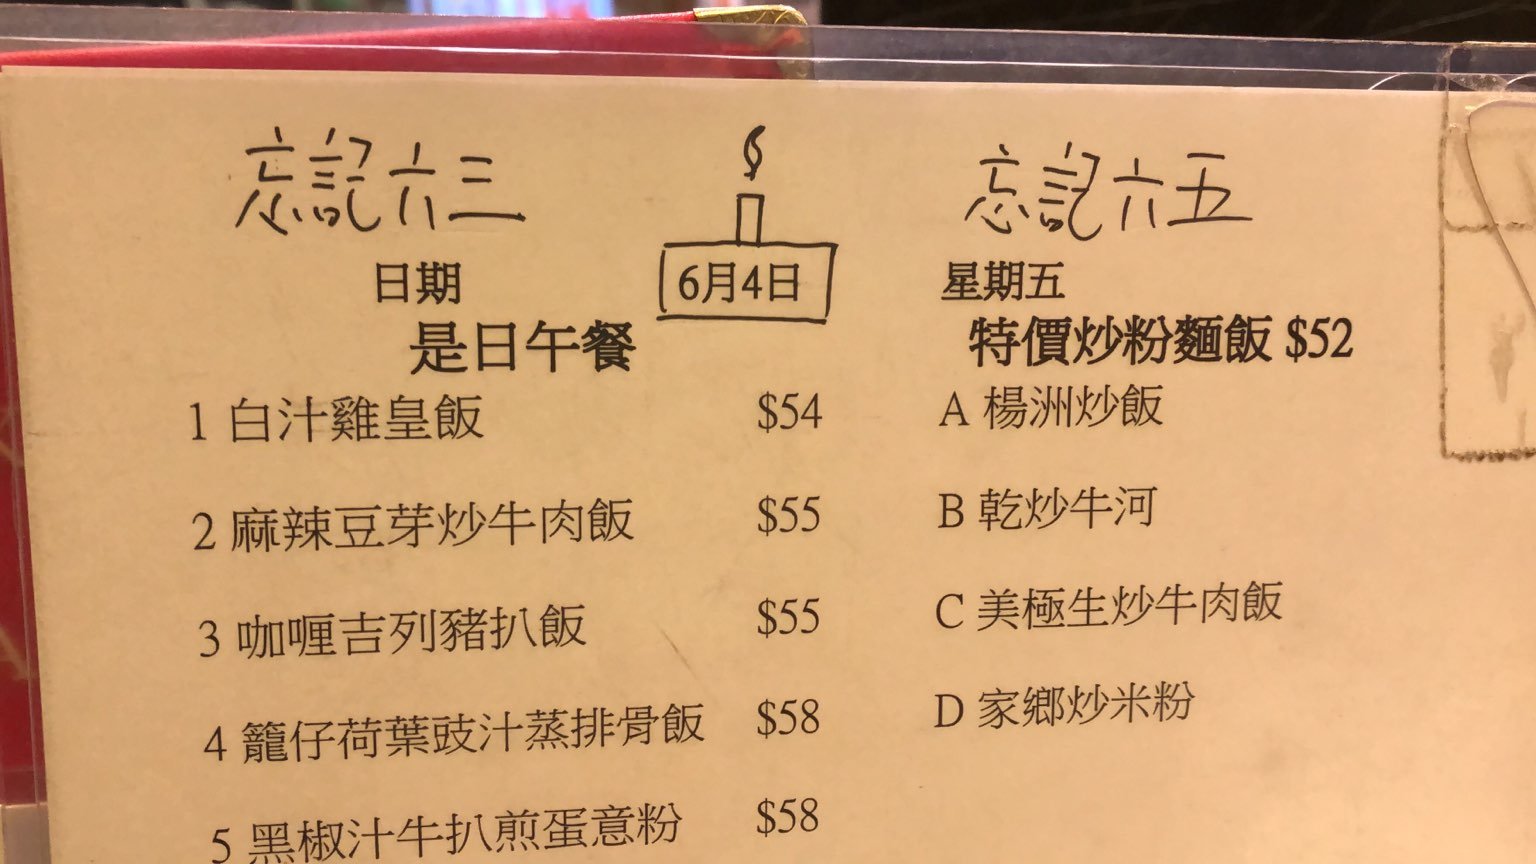 忘記六三
忘記六五
日期
6月4日
星期五
是日午餐
特價炒粉麵飯 $52
1 白汁雞皇飯 $54
A 楊洲炒飯
2 麻辣豆芽炒牛肉飯 $55
B 乾炒牛河
3 咖喱吉列豬扒飯 $55
C 美極生炒牛肉飯
4 籠仔荷葉豉汁蒸排骨飯 $58
D 家鄉炒米粉
5 黑椒汁牛扒煎蛋意粉 $58